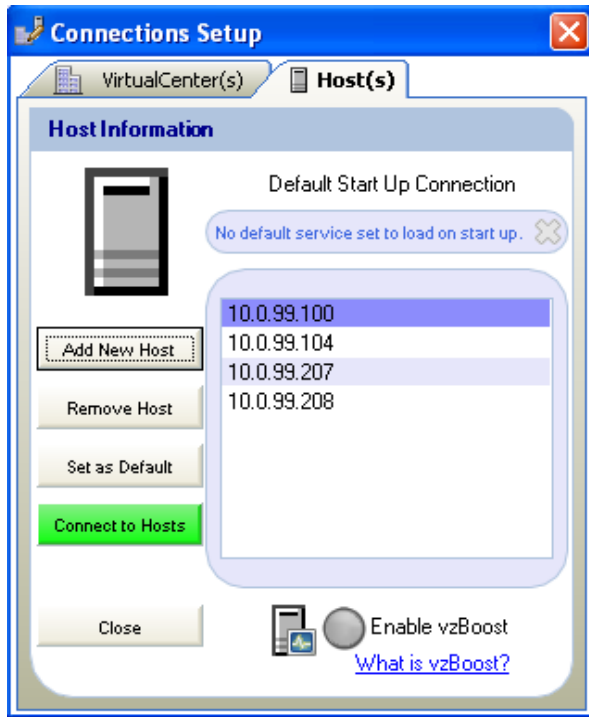 Connections Setup
VirtualCenter(s)
Host(s)
Host Information
Default Start Up Connection
No default service set to load on start up.
10.0.99.100
10.0.99.104
10.0.99.207
10.0.99.208
Add New Host
Remove Host
Set as Default
Connect to Hosts
Close
Enable vzBoost
What is vzBoost?